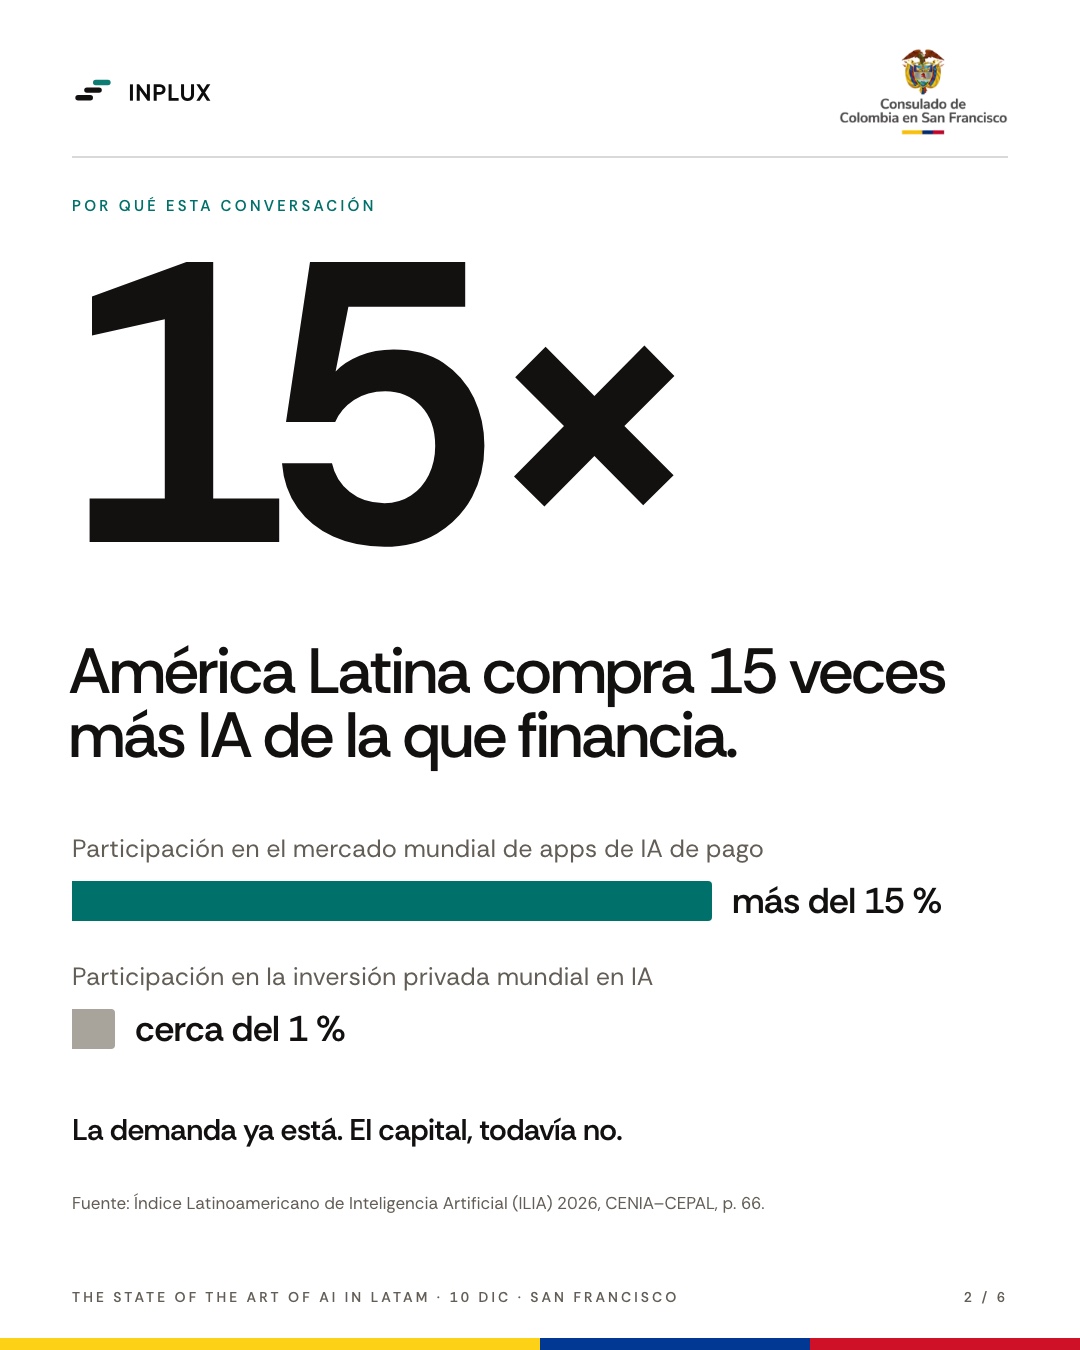 INPLUX
Consulado de
Colombia en San Francisco
POR QUÉ ESTA CONVERSACIÓN
15×
América Latina compra 15 veces
más IA de la que financia.
Participación en el mercado mundial de apps de IA de pago
más del 15 %
Participación en la inversión privada mundial en IA
cerca del 1 %
La demanda ya está. El capital, todavía no.
Fuente: Índice Latinoamericano de Inteligencia Artificial (ILIA) 2026, CENIA–CEPAL, p. 66.
THE STATE OF THE ART OF AI IN LATAM · 10 DIC · SAN FRANCISCO
2 / 6